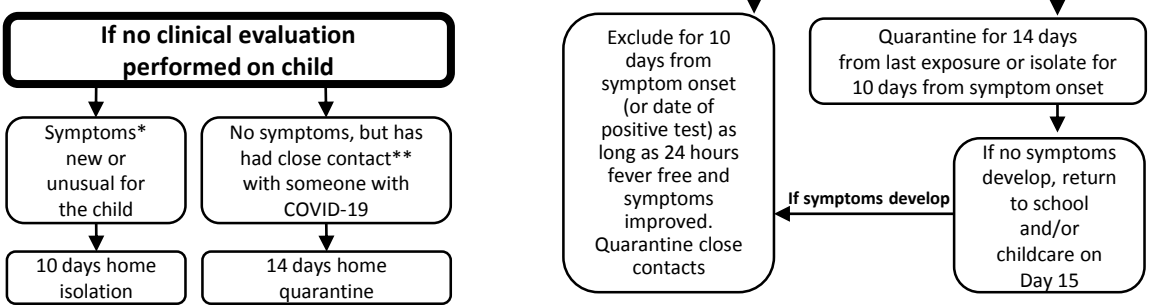 If no clinical evaluation
performed on child
Symptoms*
new or
unusual for
the child
No symptoms, but has
had close contact**
with someone with
COVID-19
10 days home
isolation
14 days home
quarantine
Exclude for 10
days from
symptom onset
(or date of
positive test) as
long as 24 hours
fever free and
symptoms
improved.
Quarantine close
contacts
Quarantine for 14 days
from last exposure or isolate for
10 days from symptom onset
If symptoms develop
If no symptoms
develop, return
to school
and/or
childcare on
Day 15